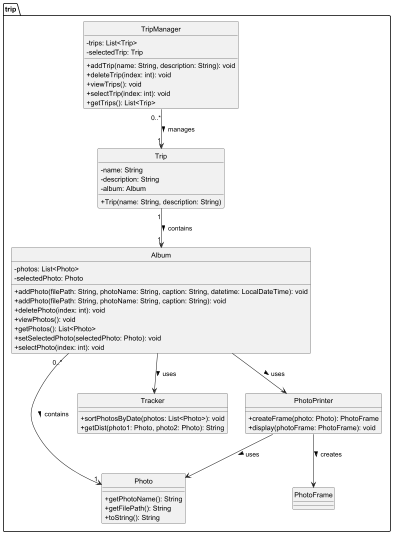 trip
TripManager
-trips: List<Trip>
-selectedTrip: Trip
+addTrip(name: String, description: String): void
+deleteTrip(index: int): void
+viewTrips(): void
+selectTrip(index: int): void
+getTrips(): List<Trip>
0..*
manages
1
Trip
-name: String
-description: String
-album: Album
+Trip(name: String, description: String)
1
contains
1
Album
-photos: List<Photo>
-selectedPhoto: Photo
+addPhoto(filePath: String, photoName: String, caption: String, datetime: LocalDateTime): void
+addPhoto(filePath: String, photoName: String, caption: String): void
+deletePhoto(index: int): void
+viewPhotos(): void
+getPhotos(): List<Photo>
+setSelectedPhoto(selectedPhoto: Photo): void
+selectPhoto(index: int): void
0..*
uses
uses
Tracker
+sortPhotosByDate(photos: List<Photo>): void
+getDist(photo1: Photo, photo2: Photo): String
PhotoPrinter
+createFrame(photo: Photo): PhotoFrame
+display(photoFrame: PhotoFrame): void
contains
uses
creates
1
Photo
+getPhotoName(): String
+getFilePath(): String
+toString(): String
PhotoFrame